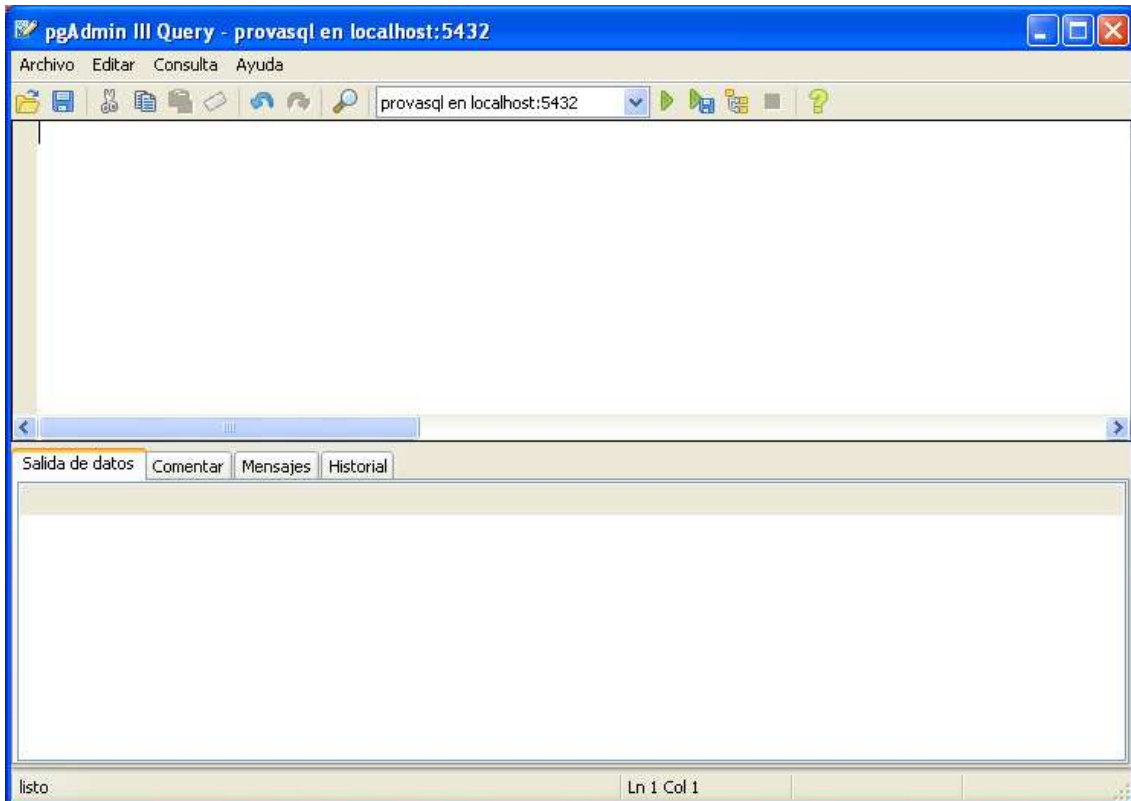 pgAdmin III Query - provasql en localhost:5432
Archivo Editar Consulta Ayuda
provasql en localhost:5432
Salida de datos Comentar Mensajes Historial
listo Ln 1 Col 1